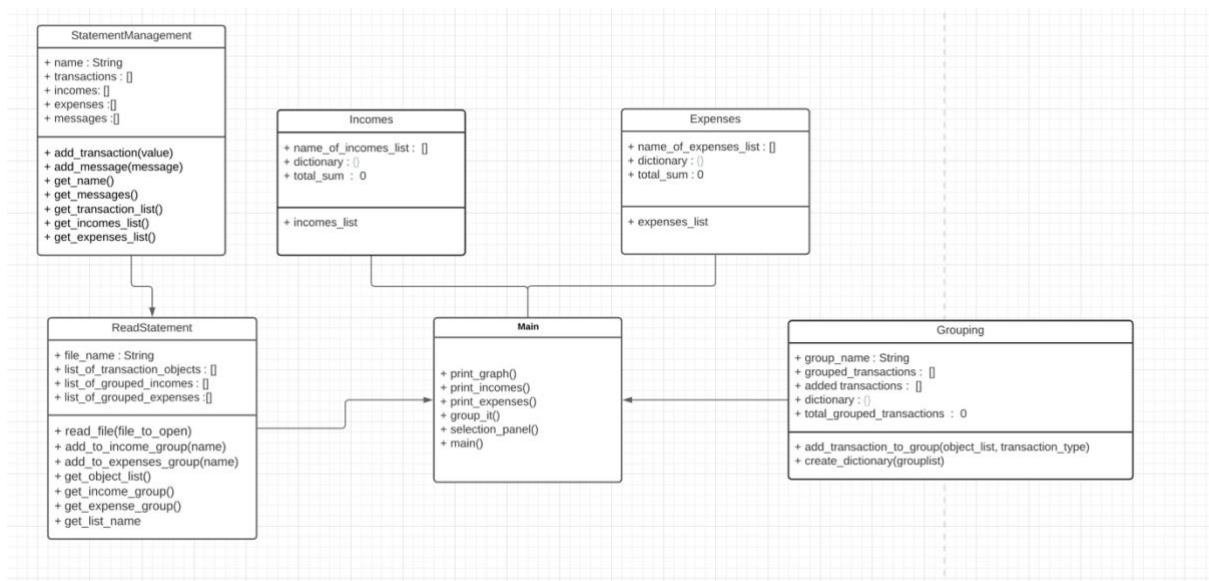 StatementManagement
+ name : String
+ transactions : []
+ incomes: []
+ expenses :[]
+ messages :[]
+ add_transaction(value)
+ add_message(message)
+ get_name()
+ get_messages()
+ get_transaction_list()
+ get_incomes_list()
+ get_expenses_list()
Incomes
+ name_of_incomes_list : []
+ dictionary : {}
+ total_sum : 0
+ incomes_list
Expenses
+ name_of_expenses_list : []
+ dictionary : {}
+ total_sum : 0
+ expenses_list
ReadStatement
+ file_name : String
+ list_of_transaction_objects : []
+ list_of_grouped_incomes : []
+ list_of_grouped_expenses :[]
+ read_file(file_to_open)
+ add_to_income_group(name)
+ add_to_expenses_group(name)
+ get_object_list()
+ get_income_group()
+ get_expense_group()
+ get_list_name
Main
+ print_graph()
+ print_incomes()
+ print_expenses()
+ group_it()
+ selection_panel()
+ main()
Grouping
+ group_name : String
+ grouped_transactions : []
+ added transactions : []
+ dictionary : {}
+ total_grouped_transactions : 0
+ add_transaction_to_group(object_list, transaction_type)
+ create_dictionary(grouplist)